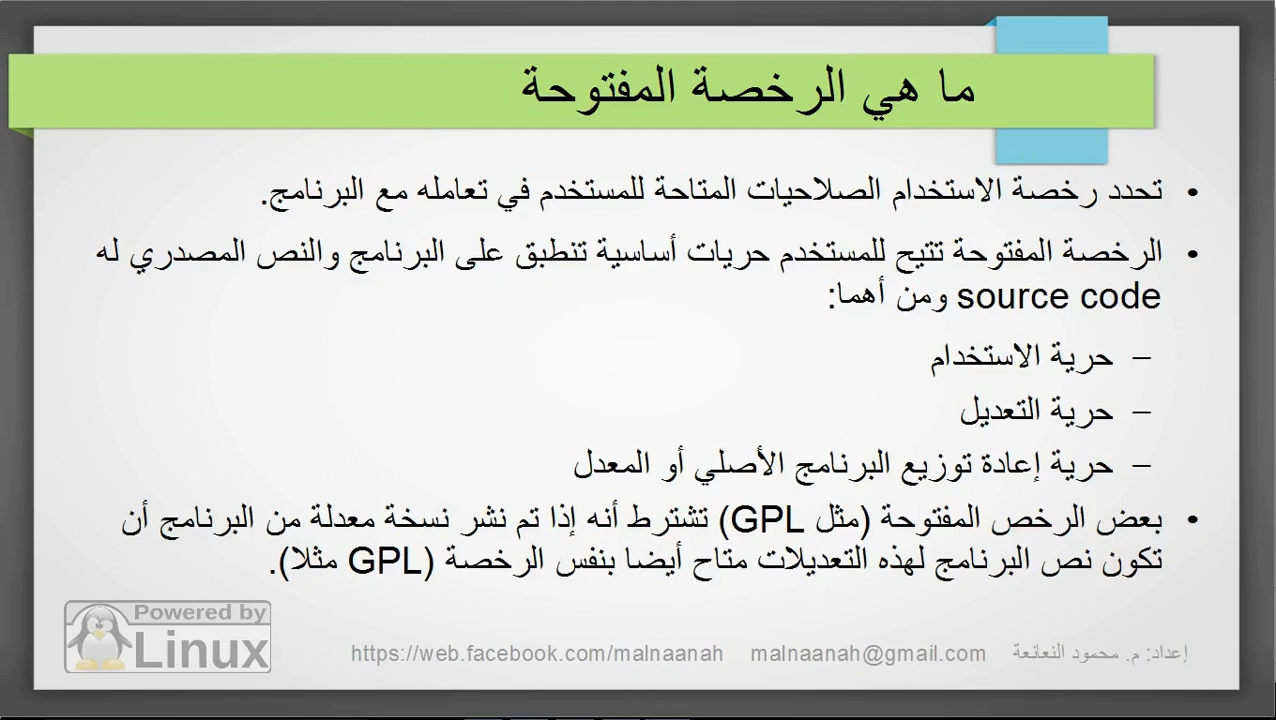 ما هي الرخصة المفتوحة
• تحدد رخصة الاستخدام الصلاحيات المتاحة للمستخدم في تعامله مع البرنامج.
• الرخصة المفتوحة تتيح للمستخدم حريات أساسية تنطبق على البرنامج والنص المصدري له
source code ومن أهما:
– حرية الاستخدام
– حرية التعديل
– حرية إعادة توزيع البرنامج الأصلي أو المعدل
• بعض الرخص المفتوحة (مثل GPL) تشترط أنه إذا تم نشر نسخة معدلة من البرنامج أن
تكون نص البرنامج لهذه التعديلات متاح أيضا بنفس الرخصة (GPL مثلا).
Powered by
Linux
إعداد: م. محمود النعانعة malnaanah@gmail.com https://web.facebook.com/malnaanah